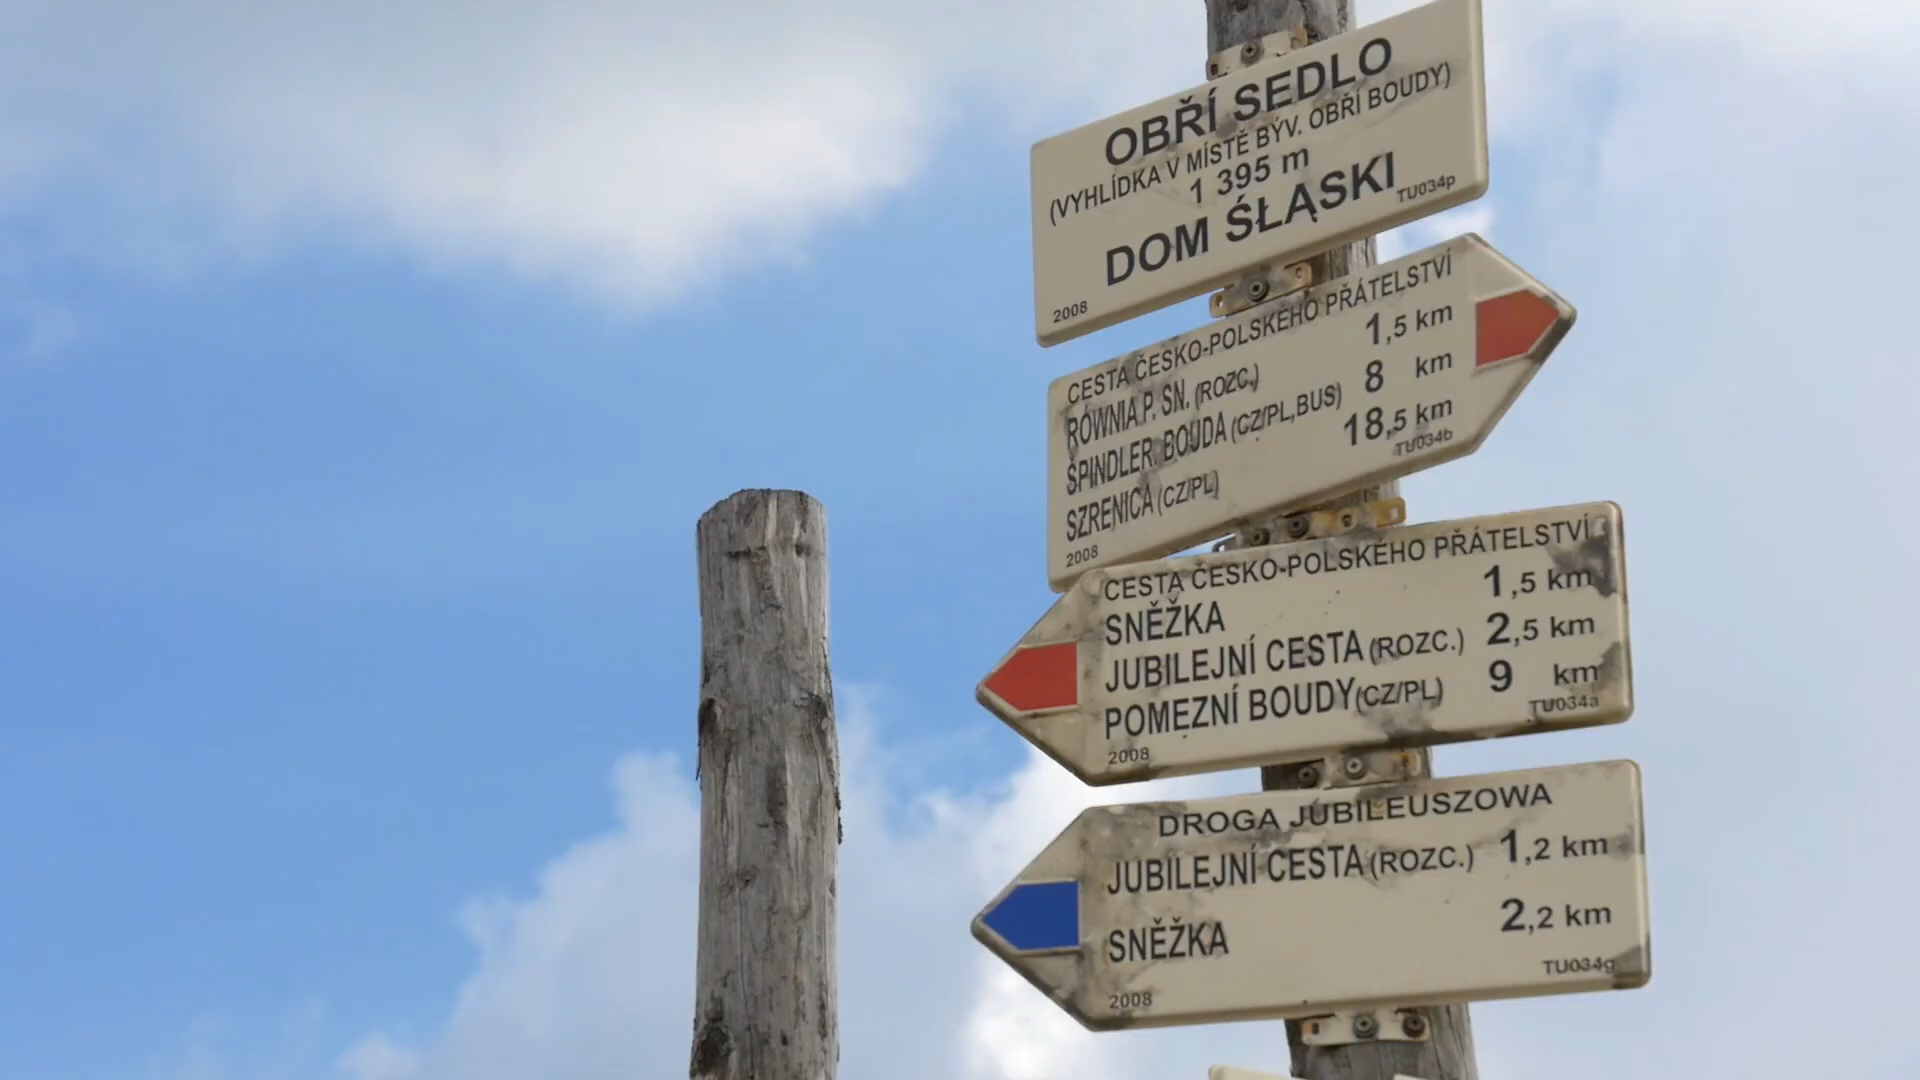 OBŘÍ SEDLO
(VYHLÍDKA V MÍSTĚ BÝV. OBŘÍ BOUDY)
1 395 m
DOM ŚLĄSKI
2008 TU034p
CESTA ČESKO-POLSKÉHO PŘÁTELSTVÍ
RÓWNIA P. SN. (ROZC.) 1,5 km
ŠPINDLER. BOUDA (CZ/PL,BUS) 8 km
SZRENICA (CZ/PL) 18,5 km
2008 TU034b
CESTA ČESKO-POLSKÉHO PŘÁTELSTVÍ
SNĚŽKA 1,5 km
JUBILEJNÍ CESTA (ROZC.) 2,5 km
POMEZNÍ BOUDY(CZ/PL) 9 km
2008 TU034a
DROGA JUBILEUSZOWA
JUBILEJNÍ CESTA (ROZC.) 1,2 km
SNĚŽKA 2,2 km
2008 TU034g